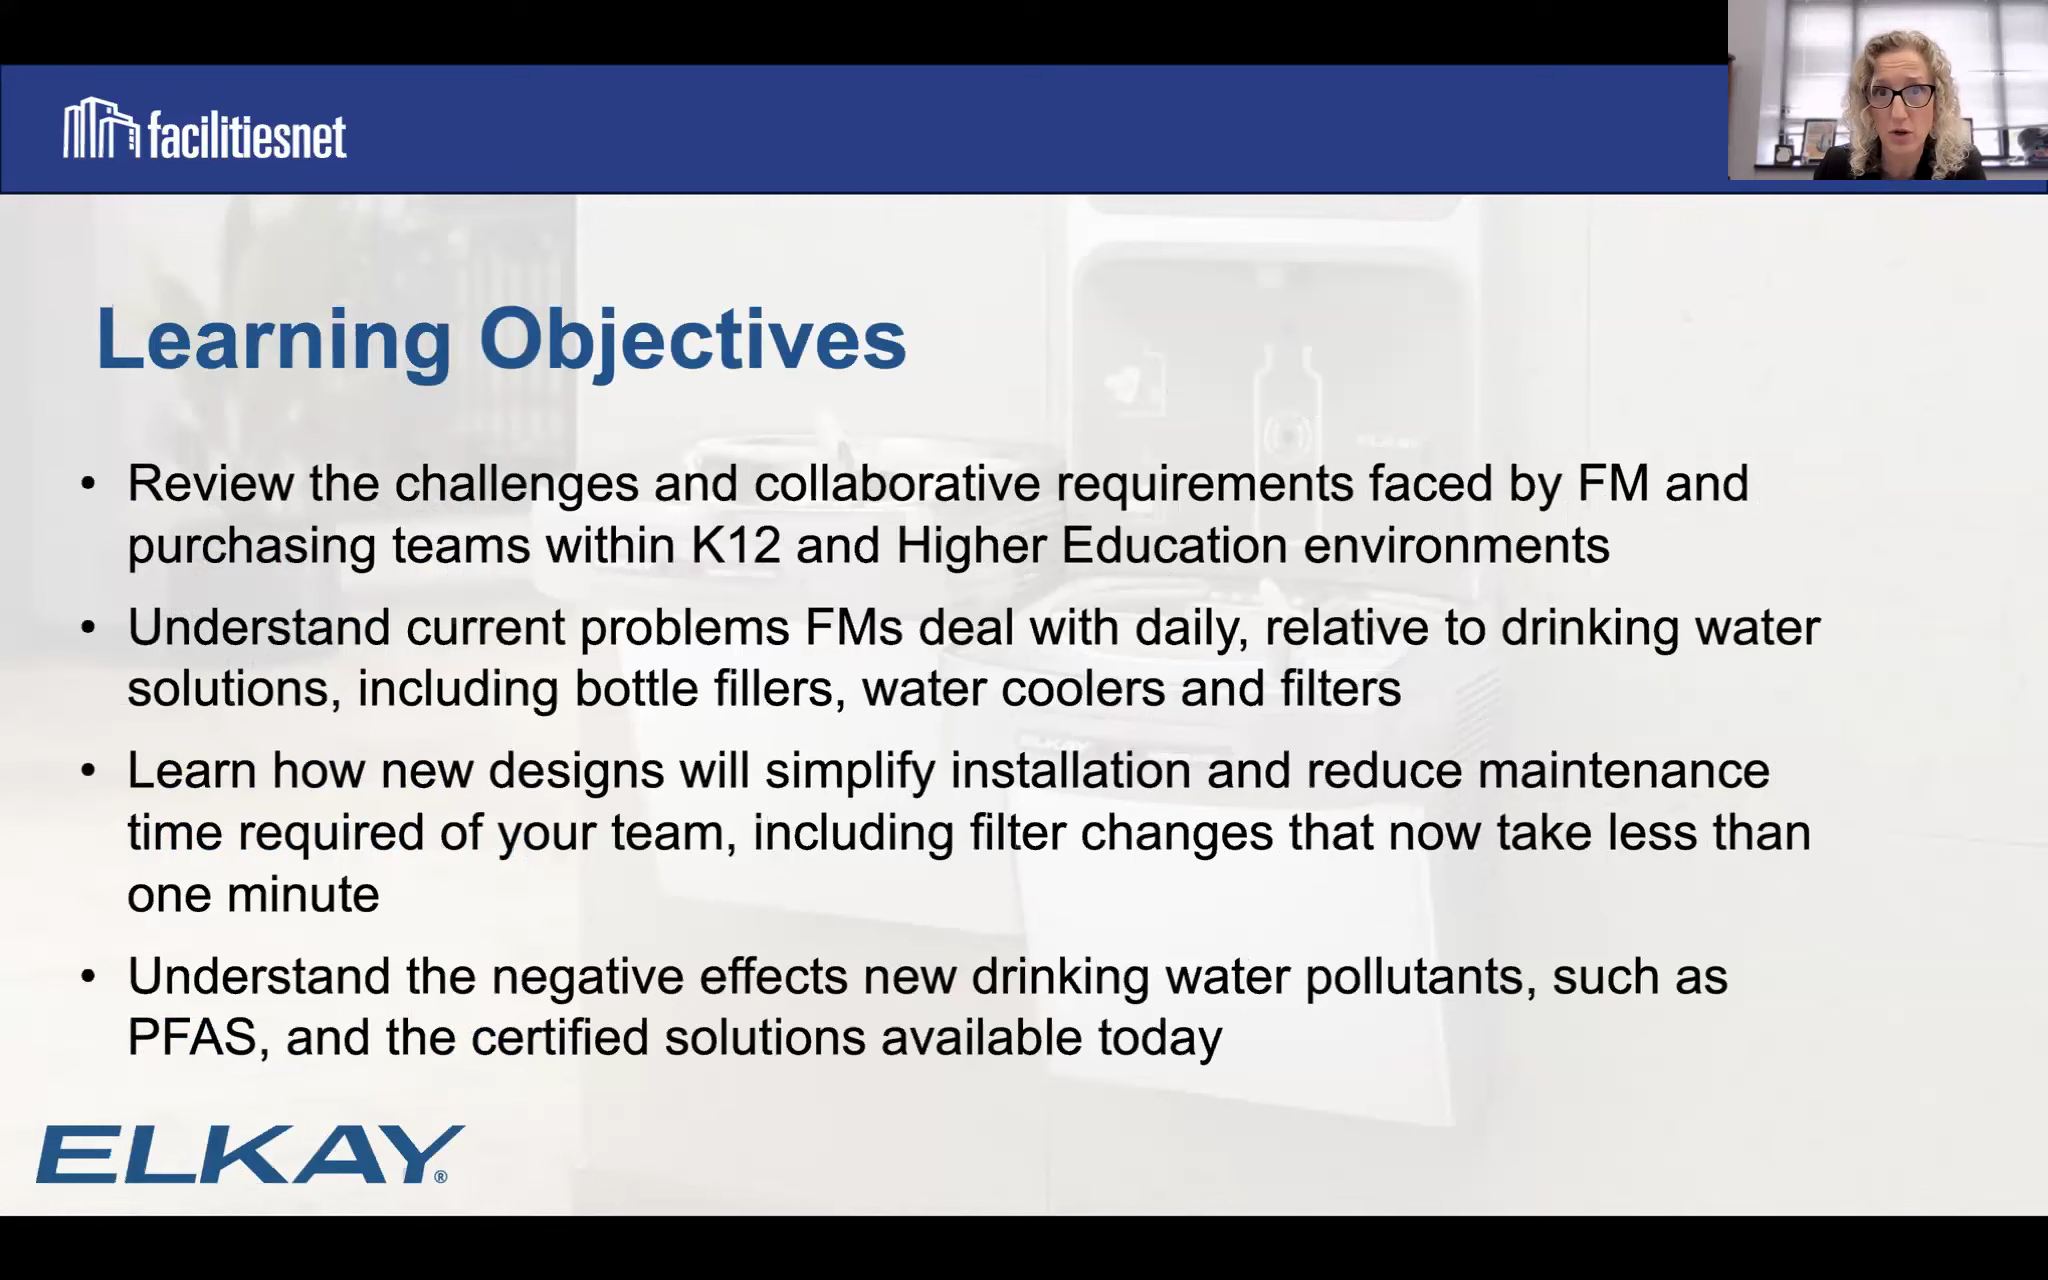 facilitiesnet
Learning Objectives
• Review the challenges and collaborative requirements faced by FM and
purchasing teams within K12 and Higher Education environments
• Understand current problems FMs deal with daily, relative to drinking water
solutions, including bottle fillers, water coolers and filters
• Learn how new designs will simplify installation and reduce maintenance
time required of your team, including filter changes that now take less than
one minute
• Understand the negative effects new drinking water pollutants, such as
PFAS, and the certified solutions available today
ELKAY®
ELKAY
ELKAY